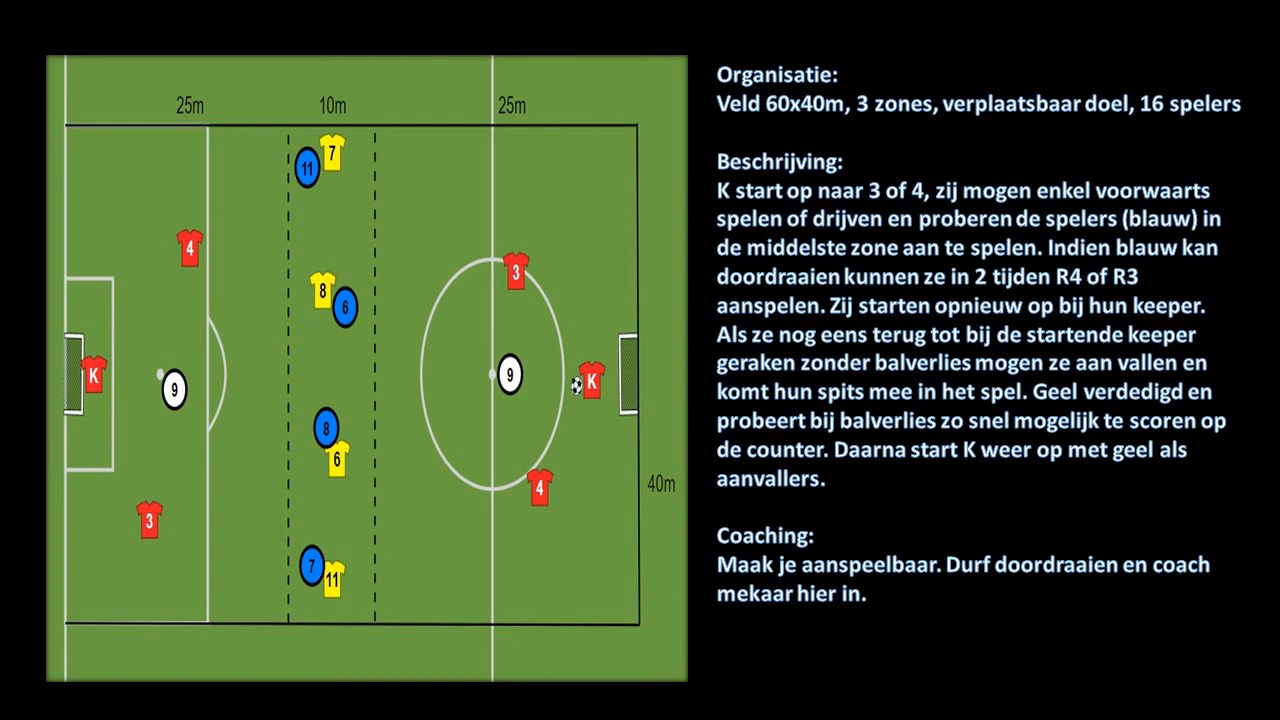 25m
10m
25m
11
7
4
3
8
6
K
9
9
K
8
6
4
40m
3
7
11
Organisatie:
Veld 60x40m, 3 zones, verplaatsbaar doel, 16 spelers
Beschrijving:
K start op naar 3 of 4, zij mogen enkel voorwaarts
spelen of drijven en proberen de spelers (blauw) in
de middelste zone aan te spelen. Indien blauw kan
doordraaien kunnen ze in 2 tijden R4 of R3
aanspelen. Zij starten opnieuw op bij hun keeper.
Als ze nog eens terug tot bij de startende keeper
geraken zonder balverlies mogen ze aan vallen en
komt hun spits mee in het spel. Geel verdedigd en
probeert bij balverlies zo snel mogelijk te scoren op
de counter. Daarna start K weer op met geel als
aanvallers.
Coaching:
Maak je aanspeelbaar. Durf doordraaien en coach
mekaar hier in.